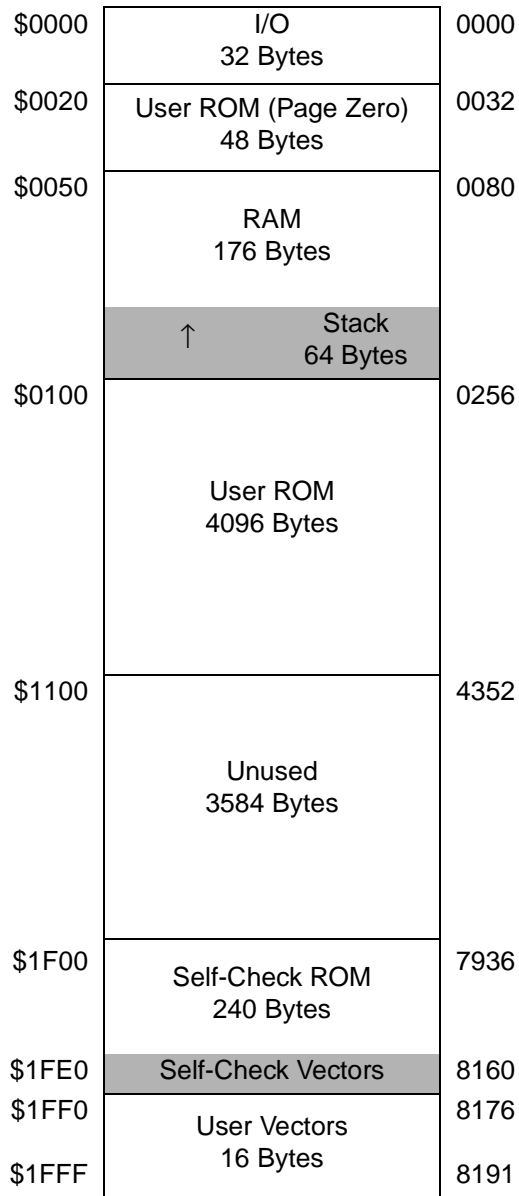 $0000 I/O 0000
32 Bytes
$0020 User ROM (Page Zero) 0032
48 Bytes
$0050 0080
RAM
176 Bytes
↑ Stack
64 Bytes
$0100 0256
User ROM
4096 Bytes
$1100 4352
Unused
3584 Bytes
$1F00 7936
Self-Check ROM
240 Bytes
$1FE0 Self-Check Vectors 8160
$1FF0 8176
User Vectors
16 Bytes
$1FFF 8191